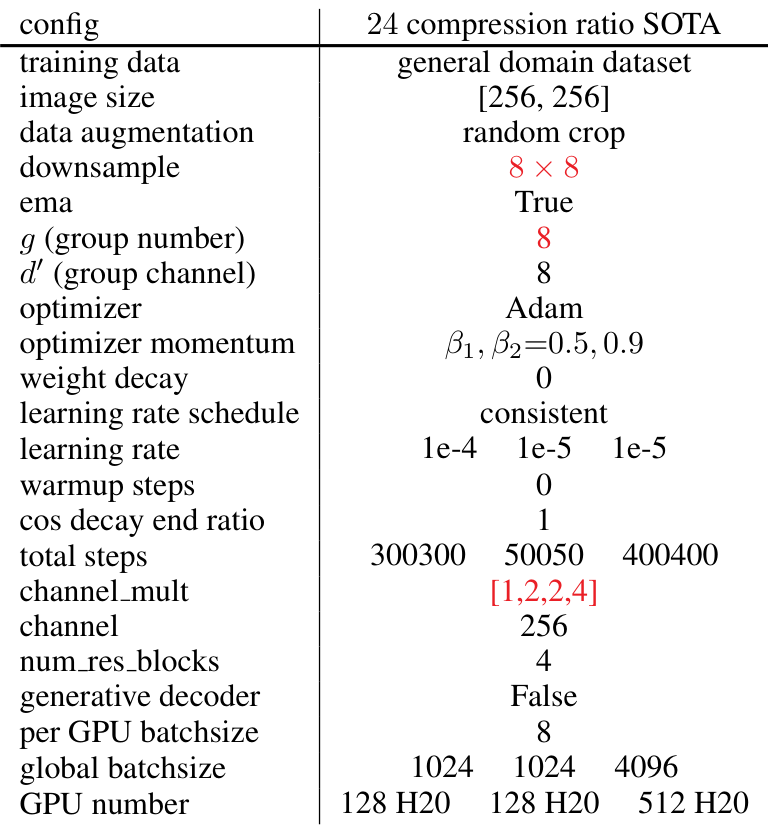 config 24 compression ratio SOTA
training data general domain dataset
image size [256, 256]
data augmentation random crop
downsample 8 × 8
ema True
g (group number) 8
d′ (group channel) 8
optimizer Adam
optimizer momentum β₁, β₂=0.5, 0.9
weight decay 0
learning rate schedule consistent
learning rate 1e-4 1e-5 1e-5
warmup steps 0
cos decay end ratio 1
total steps 300300 50050 400400
channel_mult [1,2,2,4]
channel 256
num_res_blocks 4
generative decoder False
per GPU batchsize 8
global batchsize 1024 1024 4096
GPU number 128 H20 128 H20 512 H20